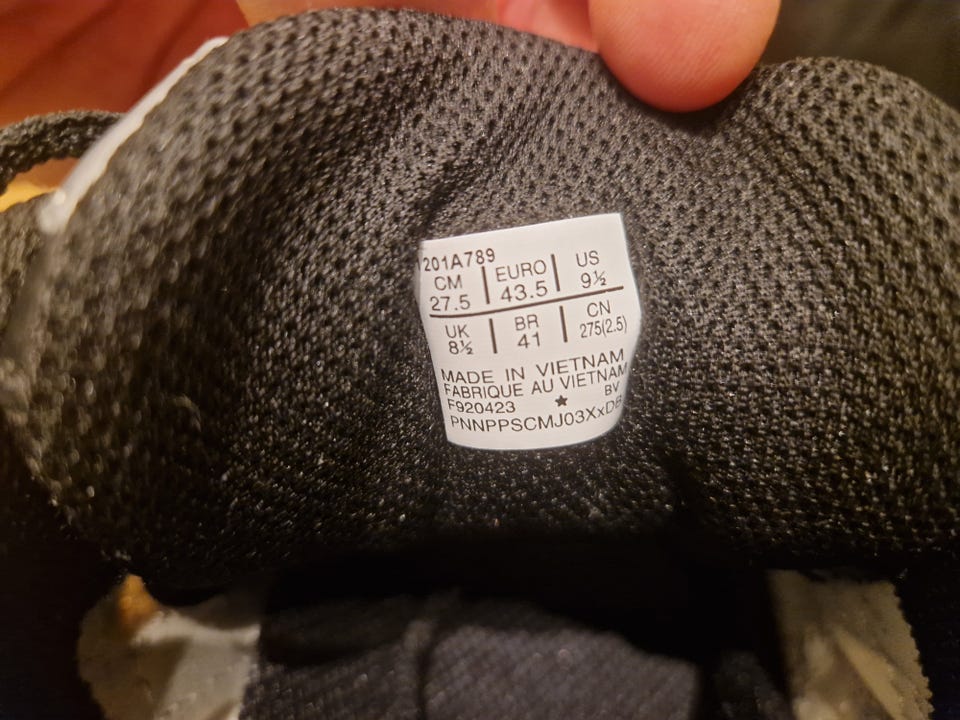 1201A789
CM | EURO | US
27.5 | 43.5 | 9½
UK | BR | CN
8½ | 41 | 275(2.5)
MADE IN VIETNAM
FABRIQUE AU VIETNAM
F920423 ★ BV
PNNPPSCMJ03XxDB